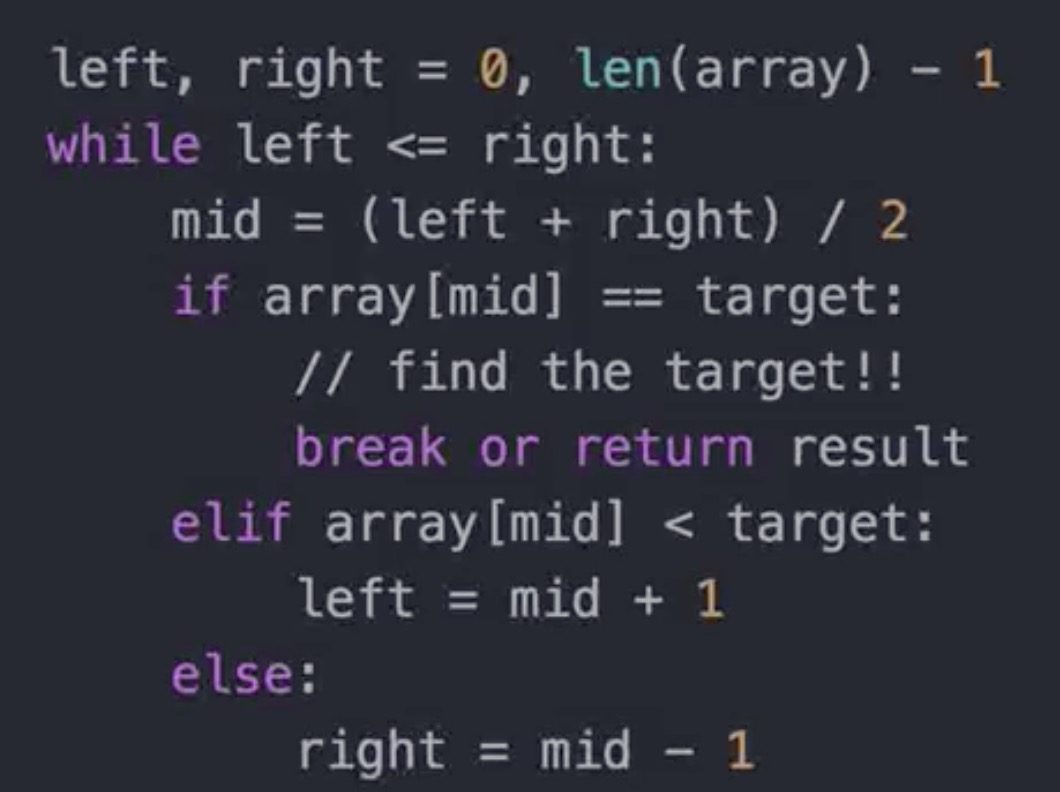 left, right = 0, len(array) - 1
while left <= right:
    mid = (left + right) / 2
    if array[mid] == target:
        // find the target!!
        break or return result
    elif array[mid] < target:
        left = mid + 1
    else:
        right = mid - 1